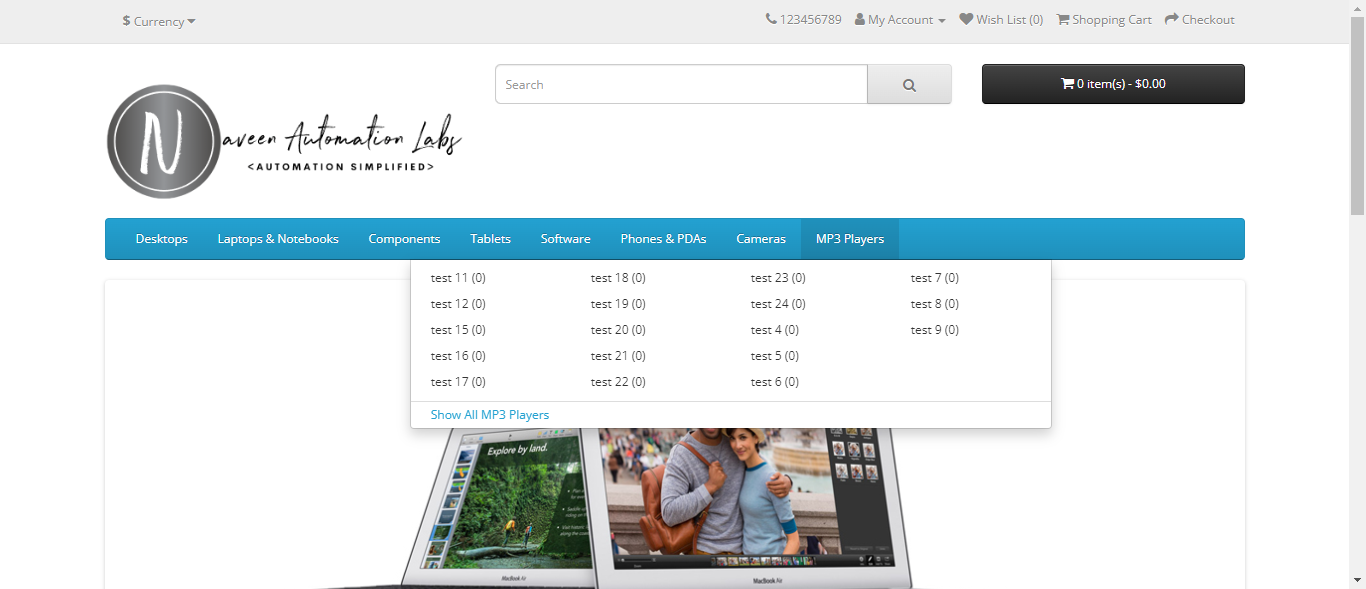 $ Currency 123456789 My Account Wish List (0) Shopping Cart Checkout
Search
0 item(s) - $0.00
N
aveen Automation Labs
<AUTOMATION SIMPLIFIED>
Desktops Laptops & Notebooks Components Tablets Software Phones & PDAs Cameras MP3 Players
test 11 (0) test 18 (0) test 23 (0) test 7 (0)
test 12 (0) test 19 (0) test 24 (0) test 8 (0)
test 15 (0) test 20 (0) test 4 (0) test 9 (0)
test 16 (0) test 21 (0) test 5 (0)
test 17 (0) test 22 (0) test 6 (0)
Show All MP3 Players
Explore by land.
MacBook Air MacBook Air